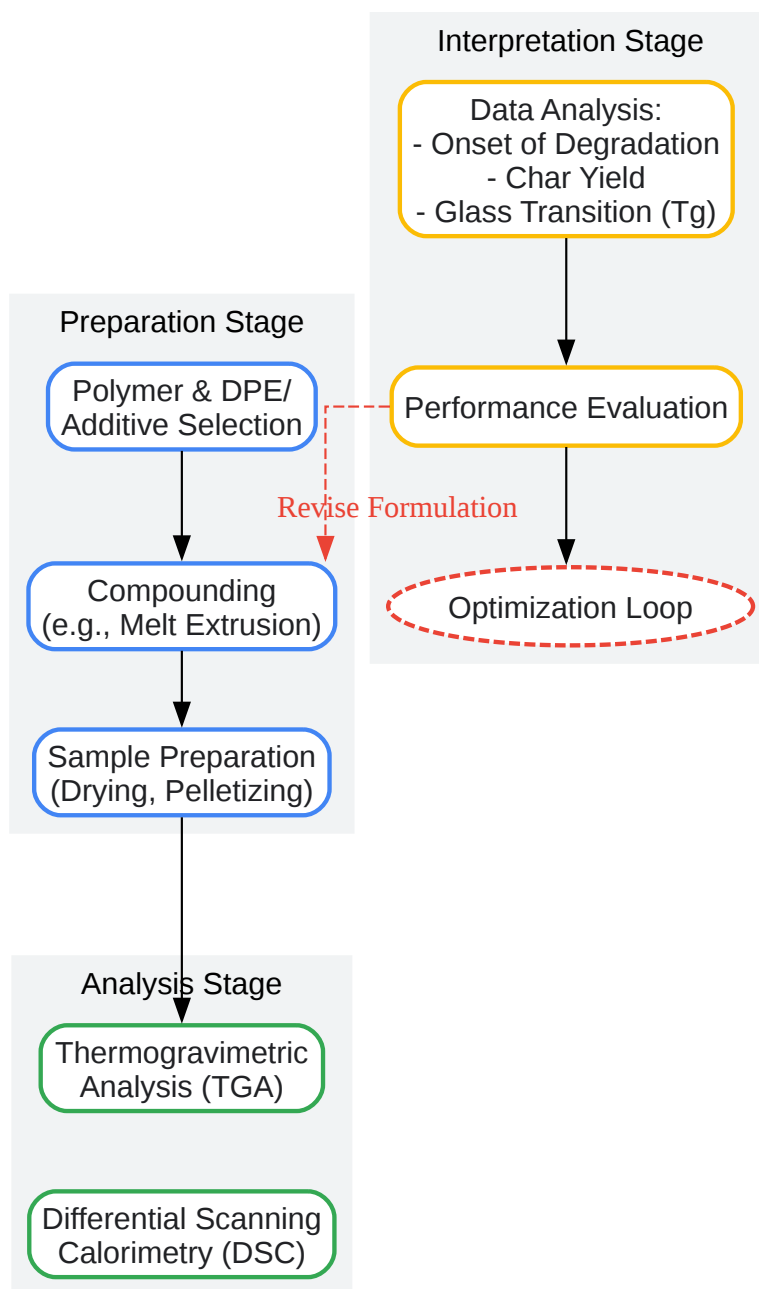 Interpretation Stage
Data Analysis:
- Onset of Degradation
- Char Yield
- Glass Transition (Tg)
Preparation Stage
Polymer & DPE/
Additive Selection
Performance Evaluation
Revise Formulation
Compounding
(e.g., Melt Extrusion)
Optimization Loop
Sample Preparation
(Drying, Pelletizing)
Analysis Stage
Thermogravimetric
Analysis (TGA)
Differential Scanning
Calorimetry (DSC)